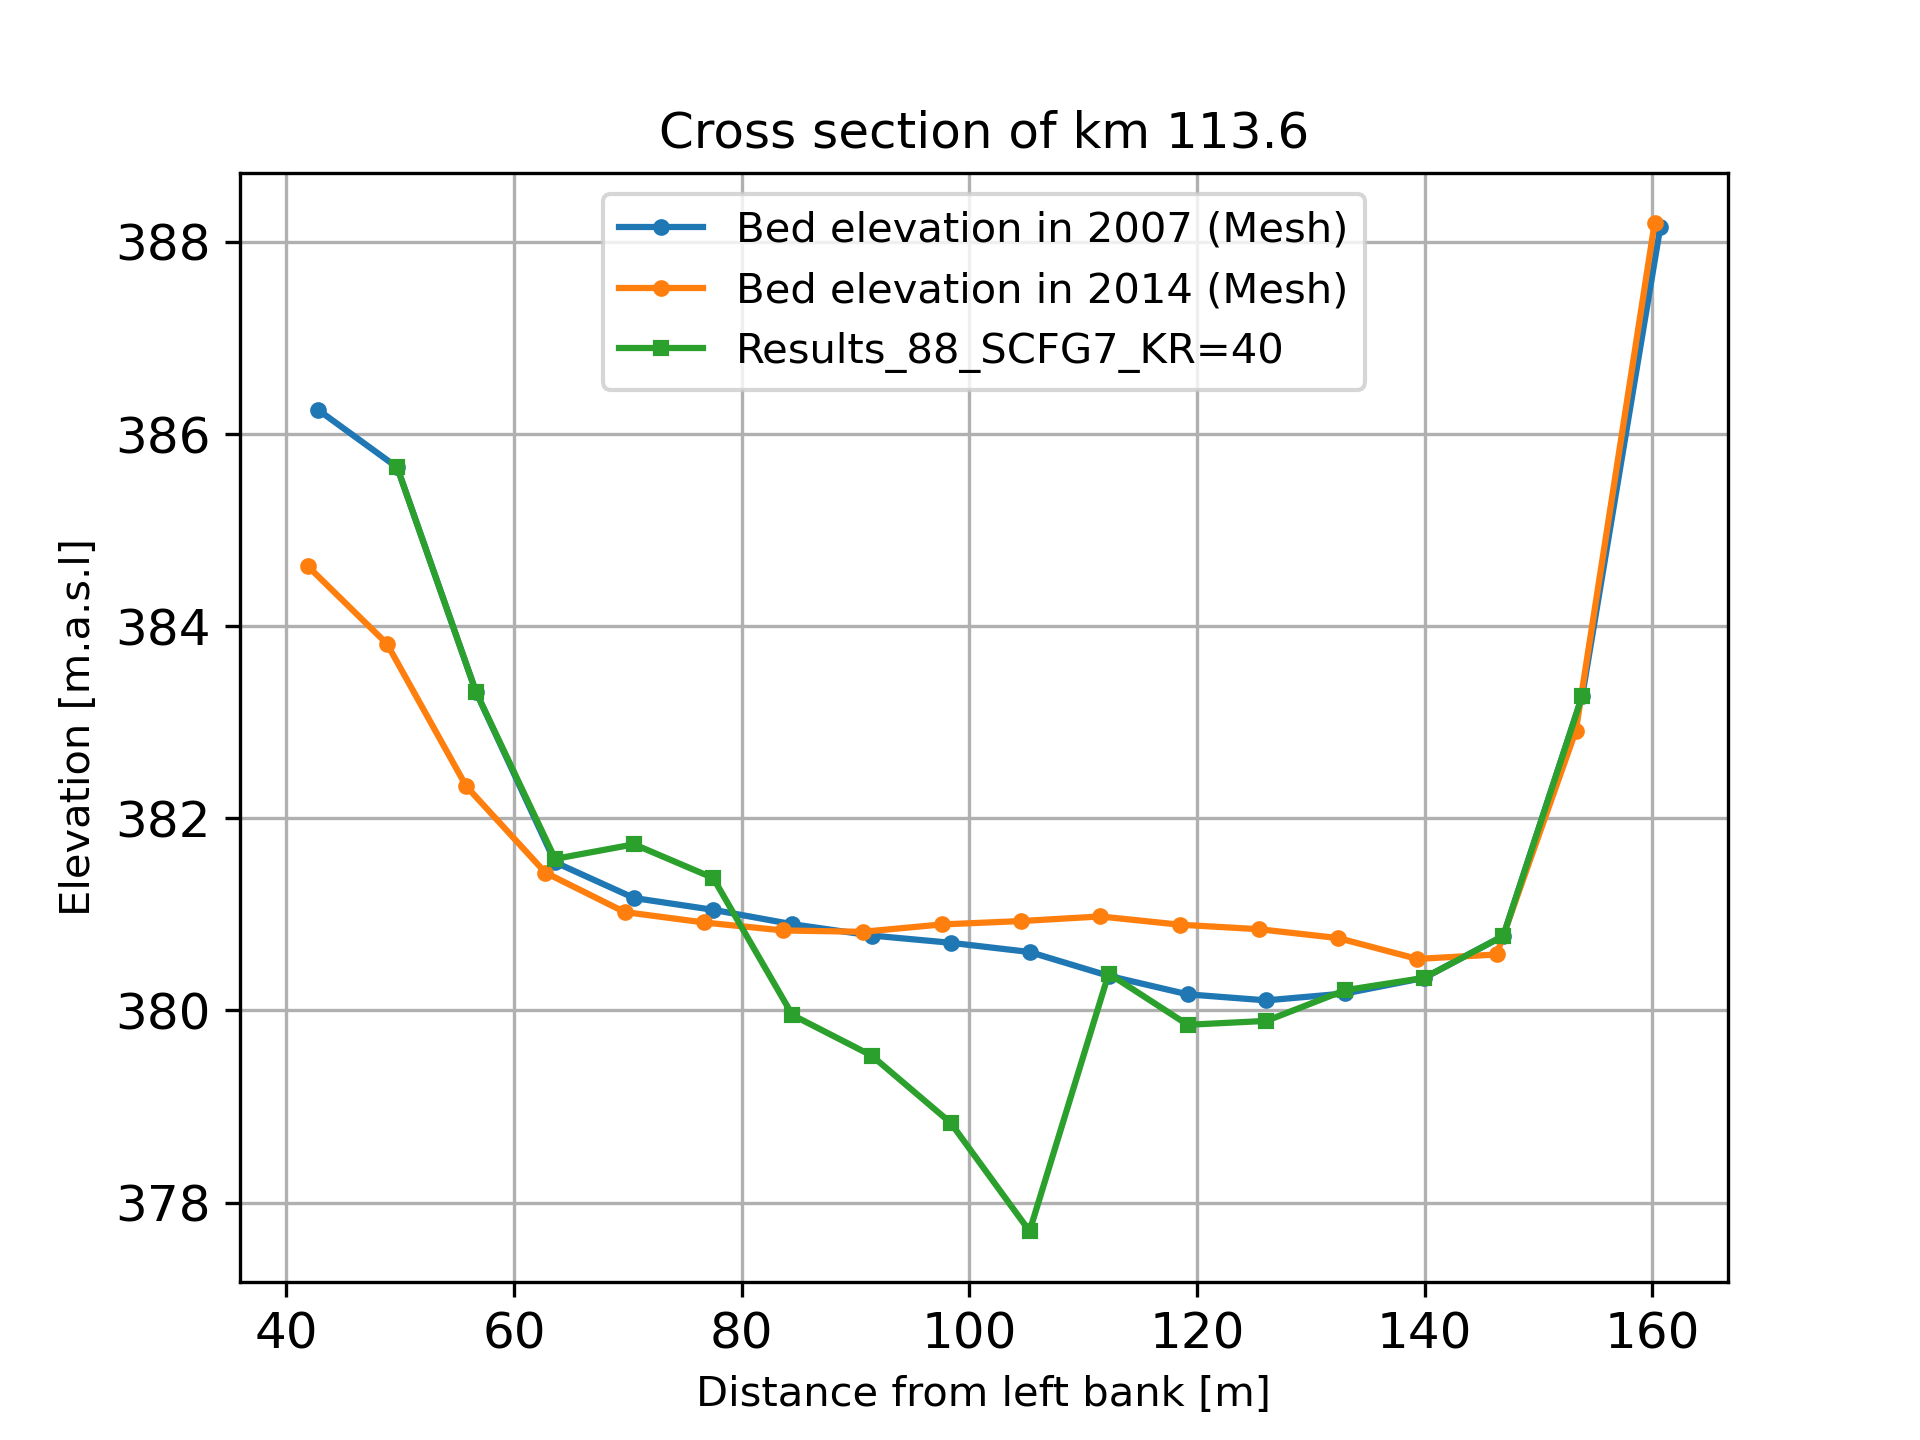 Cross section of km 113.6
Bed elevation in 2007 (Mesh)
Bed elevation in 2014 (Mesh)
Results_88_SCFG7_KR=40
388
386
384
382
380
378
Elevation [m.a.s.l]
40 60 80 100 120 140 160
Distance from left bank [m]